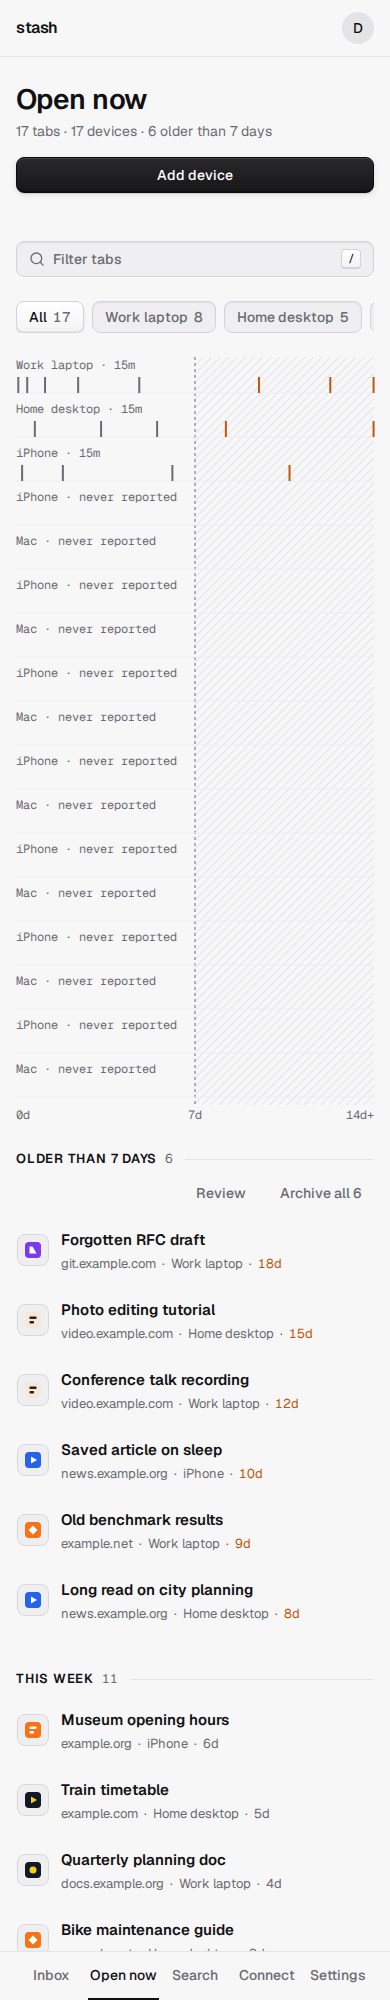 stash
D
Open now
17 tabs · 17 devices · 6 older than 7 days
Add device
Filter tabs
/
All 17
Work laptop 8
Home desktop 5
Work laptop · 15m
Home desktop · 15m
iPhone · 15m
iPhone · never reported
Mac · never reported
iPhone · never reported
Mac · never reported
iPhone · never reported
Mac · never reported
iPhone · never reported
Mac · never reported
iPhone · never reported
Mac · never reported
iPhone · never reported
Mac · never reported
iPhone · never reported
Mac · never reported
0d
7d
14d+
OLDER THAN 7 DAYS 6
Review
Archive all 6
Forgotten RFC draft
git.example.com · Work laptop · 18d
Photo editing tutorial
video.example.com · Home desktop · 15d
Conference talk recording
video.example.com · Work laptop · 12d
Saved article on sleep
news.example.org · iPhone · 10d
Old benchmark results
example.net · Work laptop · 9d
Long read on city planning
news.example.org · Home desktop · 8d
THIS WEEK 11
Museum opening hours
example.org · iPhone · 6d
Train timetable
example.com · Home desktop · 5d
Quarterly planning doc
docs.example.org · Work laptop · 4d
Bike maintenance guide
Inbox
Open now
Search
Connect
Settings